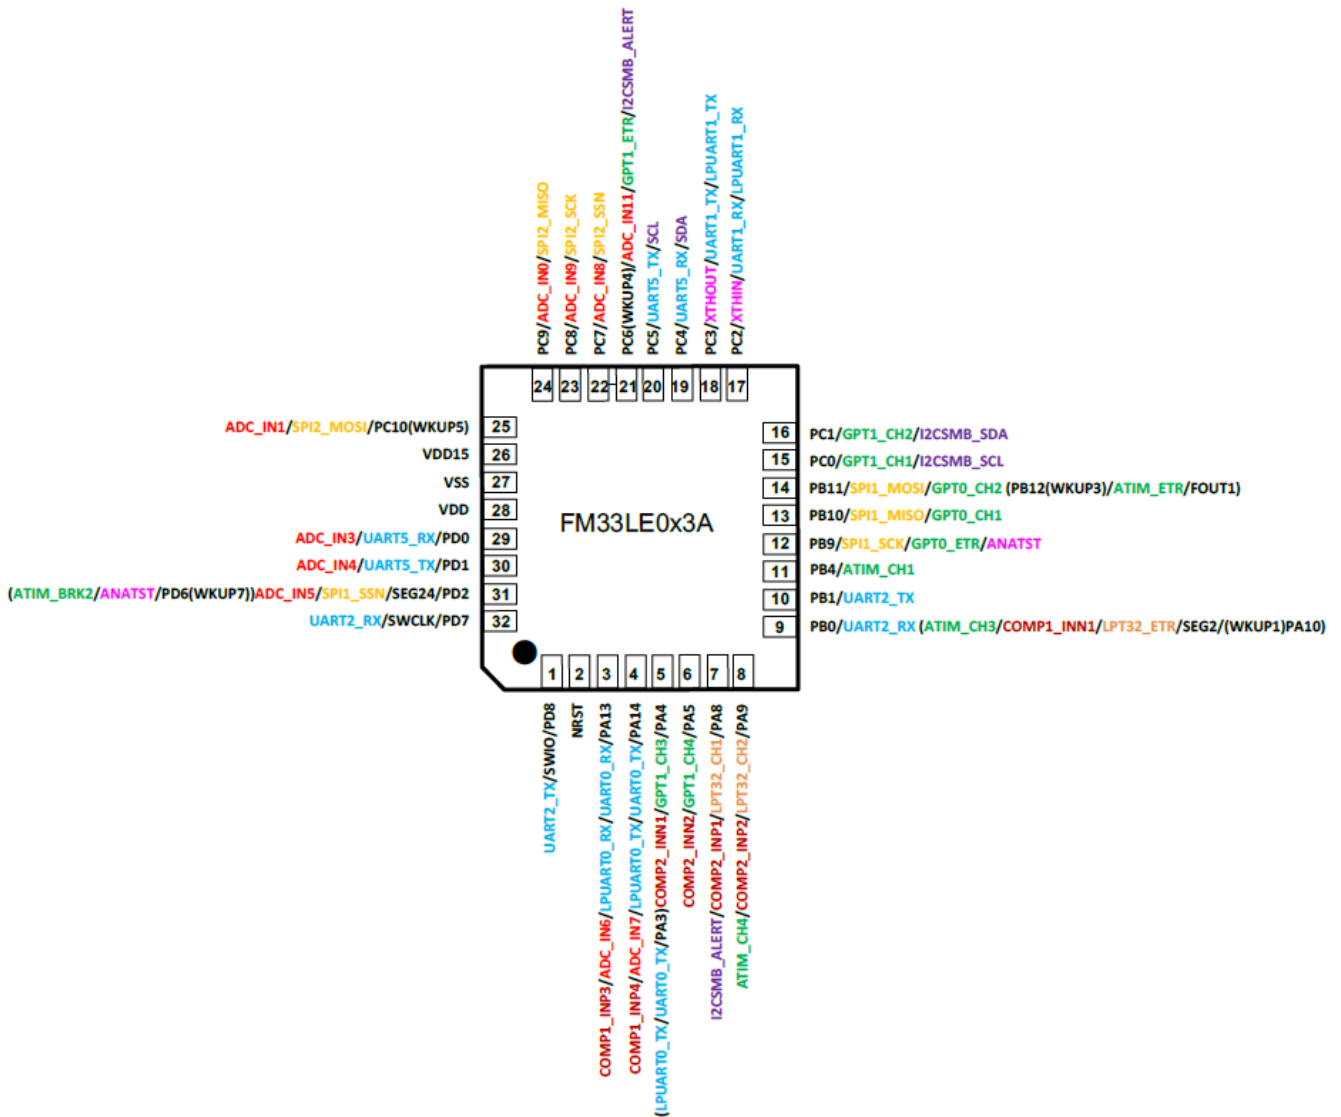 PC9/ADC_IN0/SPI2_MISO
PC8/ADC_IN9/SPI2_SCK
PC7/ADC_IN8/SPI2_SSN
PC6(WKUP4)/ADC_IN11/GPT1_ETR/I2CSMB_ALERT
PC5/UART5_TX/SCL
PC4/UART5_RX/SDA
PC3/XTHOUT/UART1_TX/LPUART1_TX
PC2/XTHIN/UART1_RX/LPUART1_RX
24 23 22 21 20 19 18 17
ADC_IN1/SPI2_MOSI/PC10(WKUP5) 25
VDD15 26
VSS 27
VDD 28
ADC_IN3/UART5_RX/PD0 29
ADC_IN4/UART5_TX/PD1 30
(ATIM_BRK2/ANATST/PD6(WKUP7))ADC_IN5/SPI1_SSN/SEG24/PD2 31
UART2_RX/SWCLK/PD7 32
FM33LE0x3A
16 PC1/GPT1_CH2/I2CSMB_SDA
15 PC0/GPT1_CH1/I2CSMB_SCL
14 PB11/SPI1_MOSI/GPT0_CH2 (PB12(WKUP3)/ATIM_ETR/FOUT1)
13 PB10/SPI1_MISO/GPT0_CH1
12 PB9/SPI1_SCK/GPT0_ETR/ANATST
11 PB4/ATIM_CH1
10 PB1/UART2_TX
9 PB0/UART2_RX (ATIM_CH3/COMP1_INN1/LPT32_ETR/SEG2/(WKUP1)PA10)
1 2 3 4 5 6 7 8
UART2_TX/SWIO/PD8
NRST
COMP1_INP3/ADC_IN6/LPUART0_RX/UART0_RX/PA13
COMP1_INP4/ADC_IN7/LPUART0_TX/UART0_TX/PA14
(LPUART0_TX/UART0_TX/PA3)COMP2_INN1/GPT1_CH3/PA4
COMP2_INN2/GPT1_CH4/PA5
I2CSMB_ALERT/COMP2_INP1/LPT32_CH1/PA8
ATIM_CH4/COMP2_INP2/LPT32_CH2/PA9